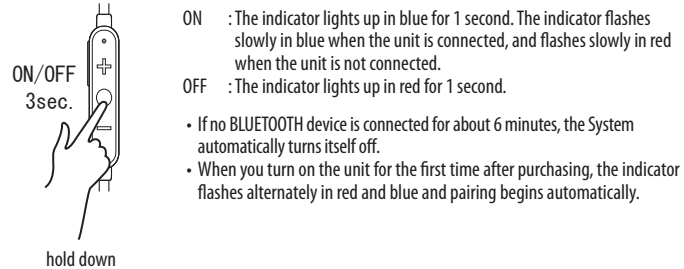 ON/OFF
3sec.
hold down
ON : The indicator lights up in blue for 1 second. The indicator flashes
slowly in blue when the unit is connected, and flashes slowly in red
when the unit is not connected.
OFF : The indicator lights up in red for 1 second.
• If no BLUETOOTH device is connected for about 6 minutes, the System
automatically turns itself off.
• When you turn on the unit for the first time after purchasing, the indicator
flashes alternately in red and blue and pairing begins automatically.